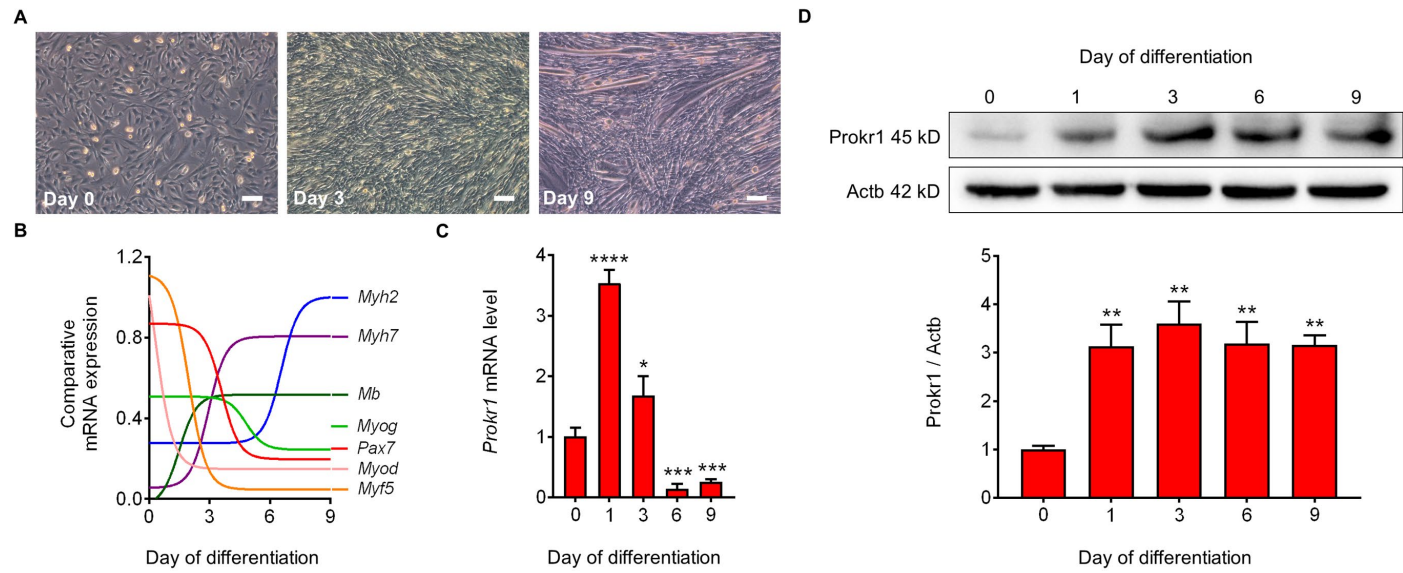 A
Day 0
Day 3
Day 9
B
Comparative
mRNA expression
1.2
0.8
0.4
0.0
0 3 6 9
Day of differentiation
Myh2
Myh7
Mb
Myog
Pax7
Myod
Myf5
C
Prokr1 mRNA level
4
3
2
1
0
****
*
***
***
0 1 3 6 9
Day of differentiation
D
Day of differentiation
0 1 3 6 9
Prokr1 45 kD
Actb 42 kD
Prokr1 / Actb
5
4
3
2
1
0
**
**
**
**
0 1 3 6 9
Day of differentiation